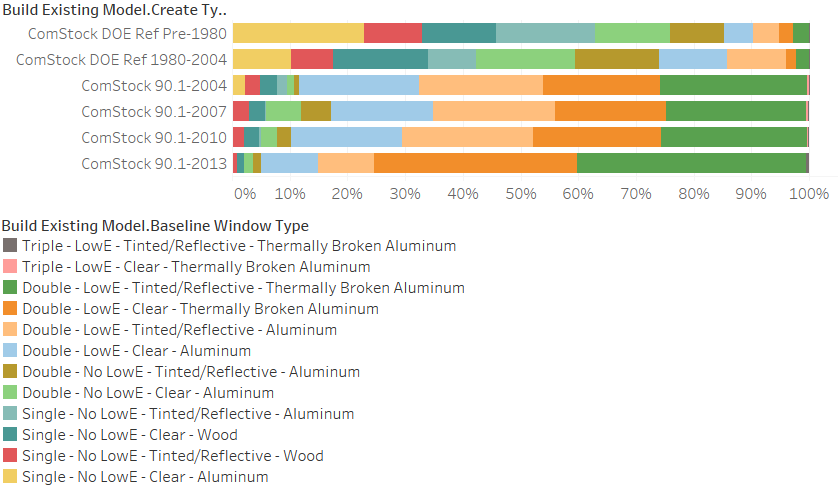 Build Existing Model.Create Ty..
ComStock DOE Ref Pre-1980
ComStock DOE Ref 1980-2004
ComStock 90.1-2004
ComStock 90.1-2007
ComStock 90.1-2010
ComStock 90.1-2013
0% 10% 20% 30% 40% 50% 60% 70% 80% 90% 100%
Build Existing Model.Baseline Window Type
Triple - LowE - Tinted/Reflective - Thermally Broken Aluminum
Triple - LowE - Clear - Thermally Broken Aluminum
Double - LowE - Tinted/Reflective - Thermally Broken Aluminum
Double - LowE - Clear - Thermally Broken Aluminum
Double - LowE - Tinted/Reflective - Aluminum
Double - LowE - Clear - Aluminum
Double - No LowE - Tinted/Reflective - Aluminum
Double - No LowE - Clear - Aluminum
Single - No LowE - Tinted/Reflective - Aluminum
Single - No LowE - Clear - Wood
Single - No LowE - Tinted/Reflective - Wood
Single - No LowE - Clear - Aluminum